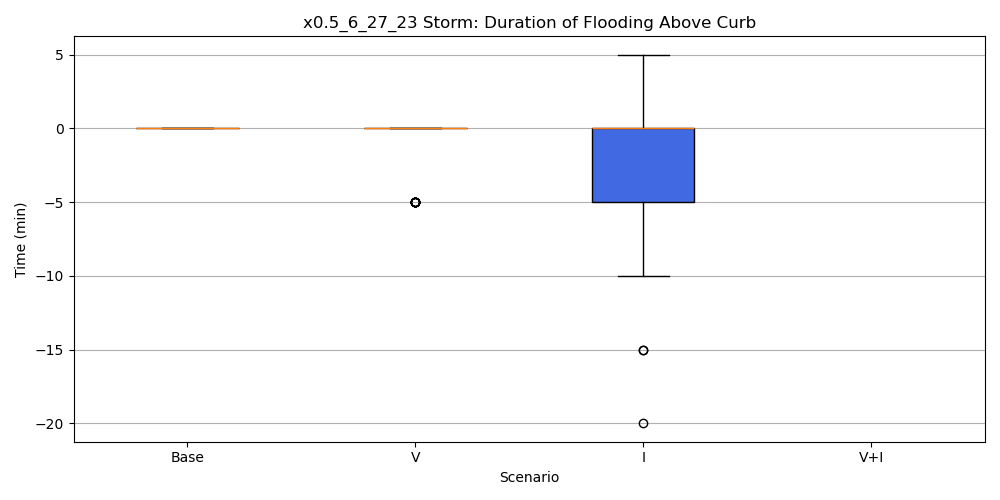 x0.5_6_27_23 Storm: Duration of Flooding Above Curb
Time (min)
5
0
−5
−10
−15
−20
Base
V
I
V+I
Scenario